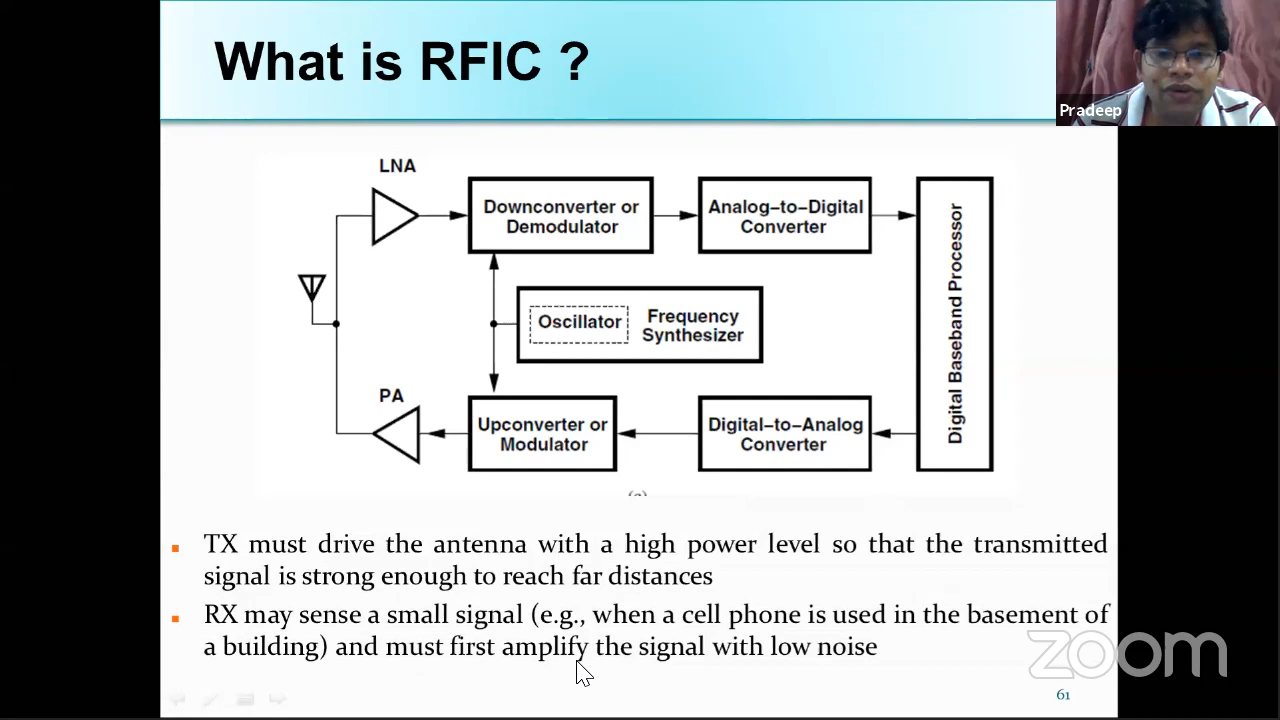 What is RFIC ?
Pradeep
LNA
Downconverter or
Demodulator
Analog–to–Digital
Converter
Digital Baseband Processor
Oscillator
Frequency
Synthesizer
PA
Upconverter or
Modulator
Digital–to–Analog
Converter
TX must drive the antenna with a high power level so that the transmitted
signal is strong enough to reach far distances
RX may sense a small signal (e.g., when a cell phone is used in the basement of
a building) and must first amplify the signal with low noise
zoom
61